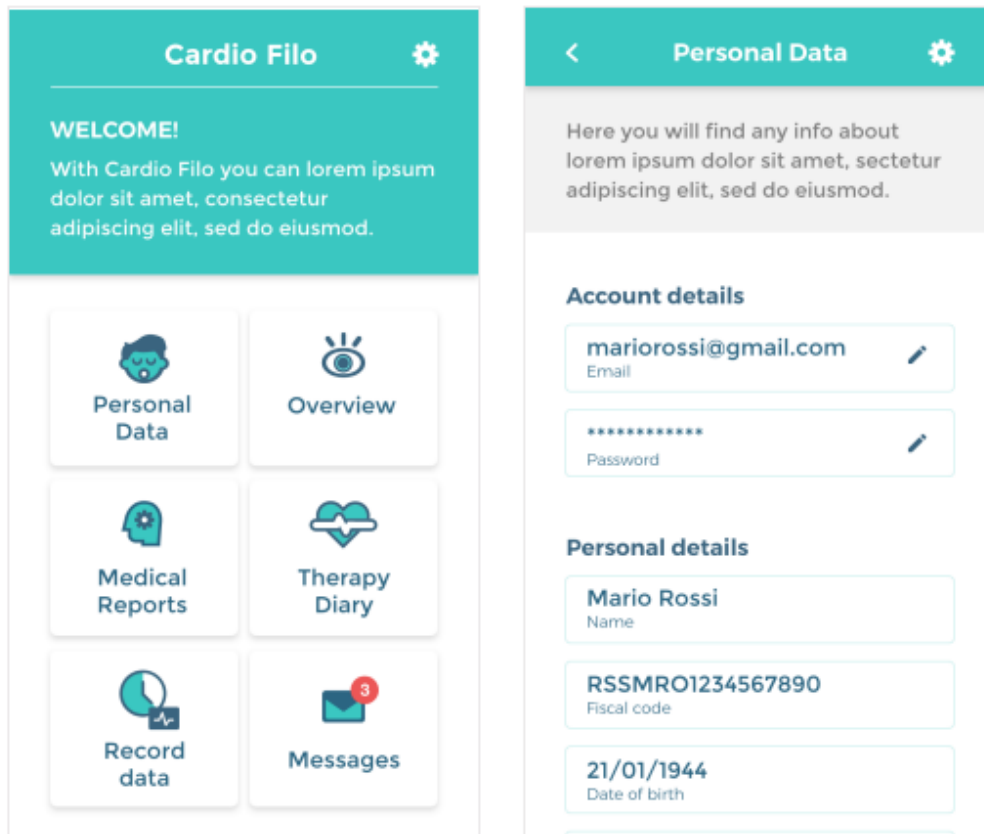 Cardio Filo
WELCOME!
With Cardio Filo you can lorem ipsum
dolor sit amet, consectetur
adipiscing elit, sed do eiusmod.
Personal
Data
Overview
Medical
Reports
Therapy
Diary
Record
data
3
Messages
Personal Data
Here you will find any info about
lorem ipsum dolor sit amet, sectetur
adipiscing elit, sed do eiusmod.
Account details
mariorossi@gmail.com
Email
************
Password
Personal details
Mario Rossi
Name
RSSMRO1234567890
Fiscal code
21/01/1944
Date of birth